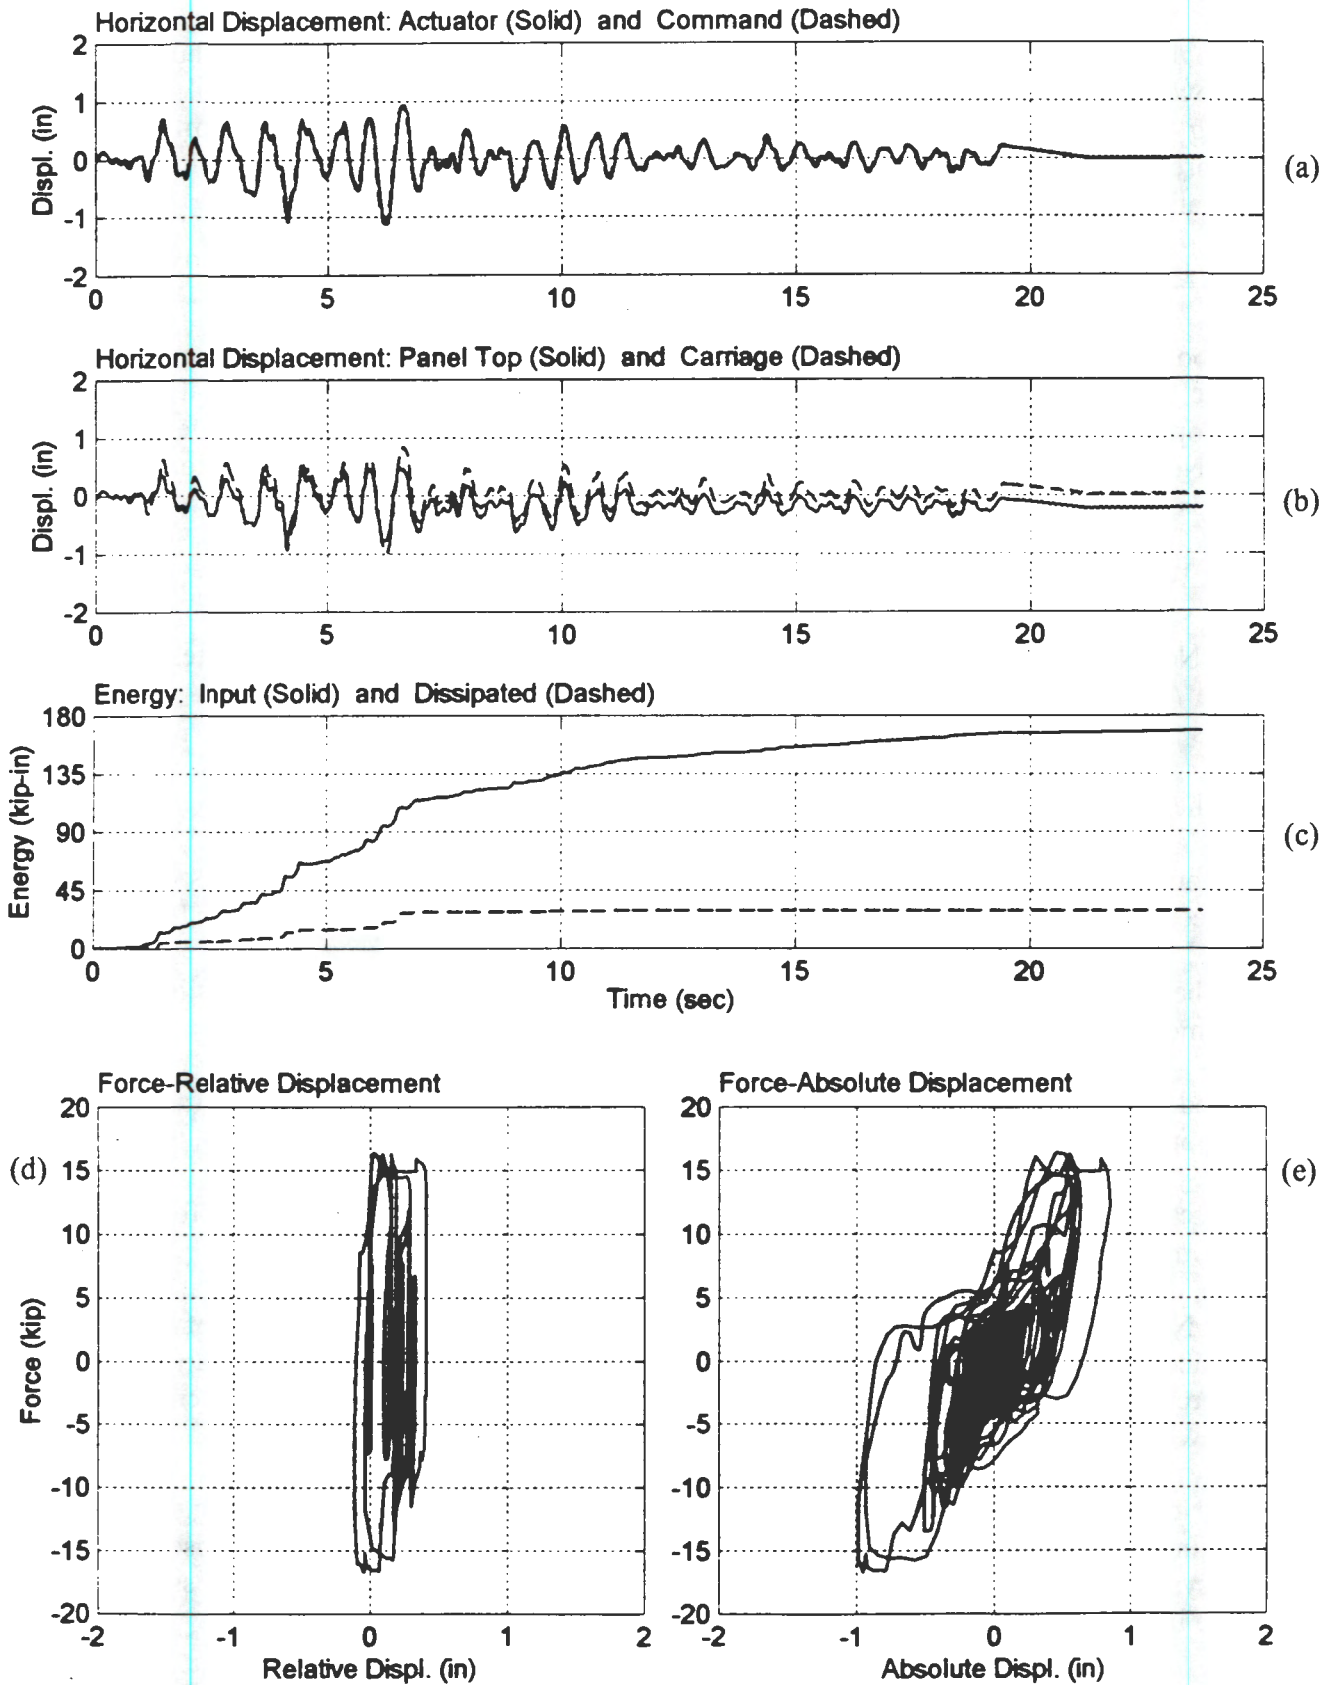 Horizontal Displacement: Actuator (Solid) and Command (Dashed)
2
1
0
-1
-2
Displ. (in)
0 5 10 15 20 25
(a)
Horizontal Displacement: Panel Top (Solid) and Carriage (Dashed)
2
1
0
-1
-2
Displ. (in)
0 5 10 15 20 25
(b)
Energy: Input (Solid) and Dissipated (Dashed)
180
135
90
45
0
Energy (kip-in)
0 5 10 15 20 25
Time (sec)
(c)
Force-Relative Displacement
(d)
20
15
10
5
0
-5
-10
-15
-20
Force (kip)
-2 -1 0 1 2
Relative Displ. (in)
Force-Absolute Displacement
20
15
10
5
0
-5
-10
-15
-20
-2 -1 0 1 2
Absolute Displ. (in)
(e)